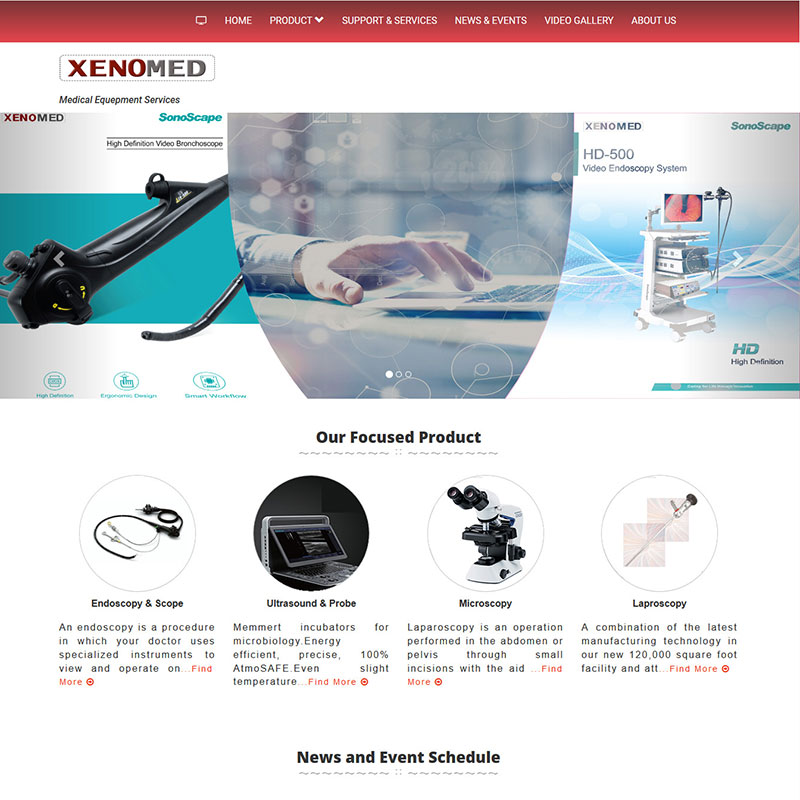 HOME PRODUCT SUPPORT & SERVICES NEWS & EVENTS VIDEO GALLERY ABOUT US
XENOMED
Medical Equepment Services
XENOMED SonoScape
High Definition Video Bronchoscope
High Definition Ergonomic Design Smart Workflow
XENOMED SonoScape
HD-500
Video Endoscopy System
HD
High Definition
Our Focused Product
Endoscopy & Scope
An endoscopy is a procedure
in which your doctor uses
specialized instruments to
view and operate on...Find
More
Ultrasound & Probe
Memmert incubators for
microbiology.Energy
efficient, precise, 100%
AtmoSAFE.Even slight
temperature...Find More
Microscopy
Laparoscopy is an operation
performed in the abdomen or
pelvis through small
incisions with the aid ...Find
More
Laproscopy
A combination of the latest
manufacturing technology in
our new 120,000 square foot
facility and att...Find More
News and Event Schedule